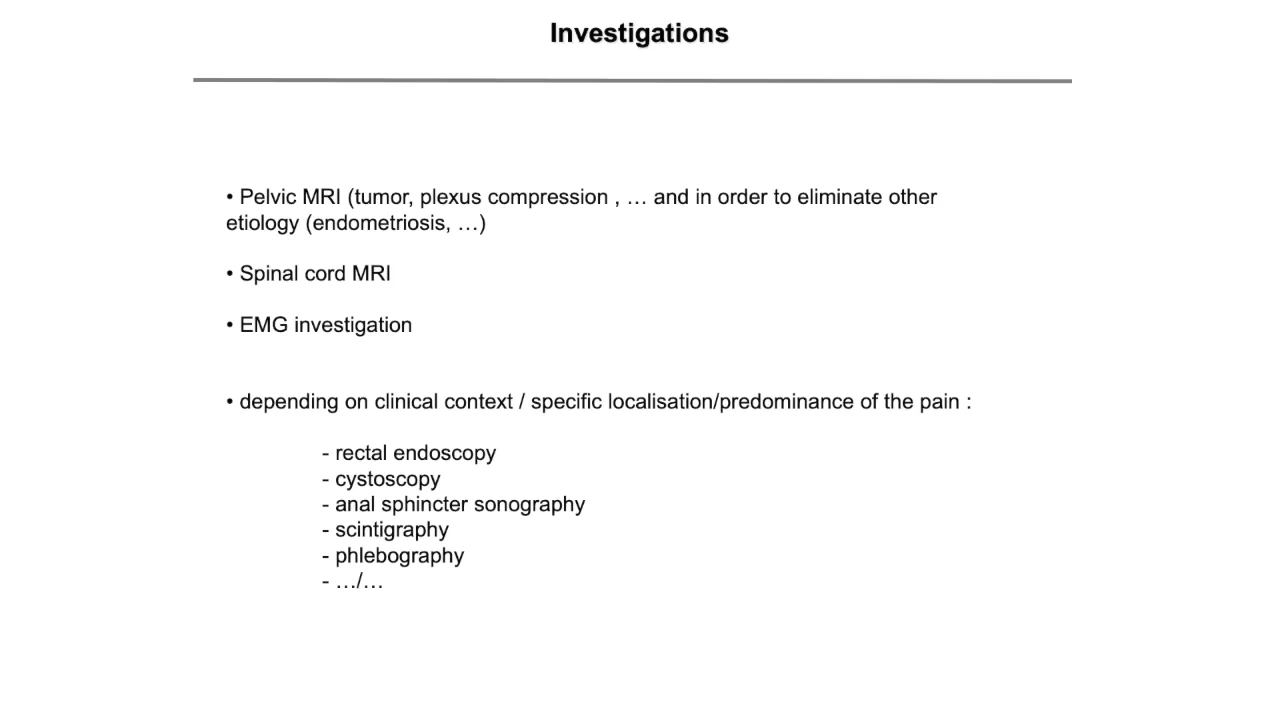 Investigations
• Pelvic MRI (tumor, plexus compression , … and in order to eliminate other
etiology (endometriosis, …)
• Spinal cord MRI
• EMG investigation
• depending on clinical context / specific localisation/predominance of the pain :
- rectal endoscopy
- cystoscopy
- anal sphincter sonography
- scintigraphy
- phlebography
- …/…